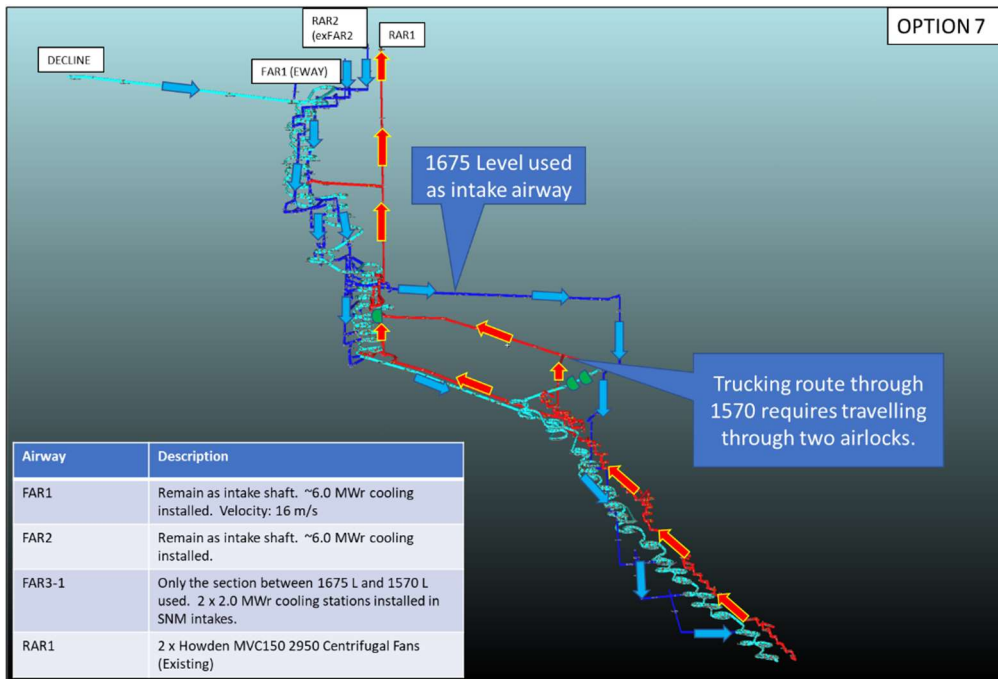 OPTION 7
RAR2
(exFAR2
RAR1
DECLINE
FAR1 (EWAY)
1675 Level used
as intake airway
Trucking route through
1570 requires travelling
through two airlocks.
Airway Description
FAR1 Remain as intake shaft. ~6.0 MWr cooling
installed. Velocity: 16 m/s
FAR2 Remain as intake shaft. ~6.0 MWr cooling
installed.
FAR3-1 Only the section between 1675 L and 1570 L
used. 2 x 2.0 MWr cooling stations installed in
SNM intakes.
RAR1 2 x Howden MVC150 2950 Centrifugal Fans
(Existing)